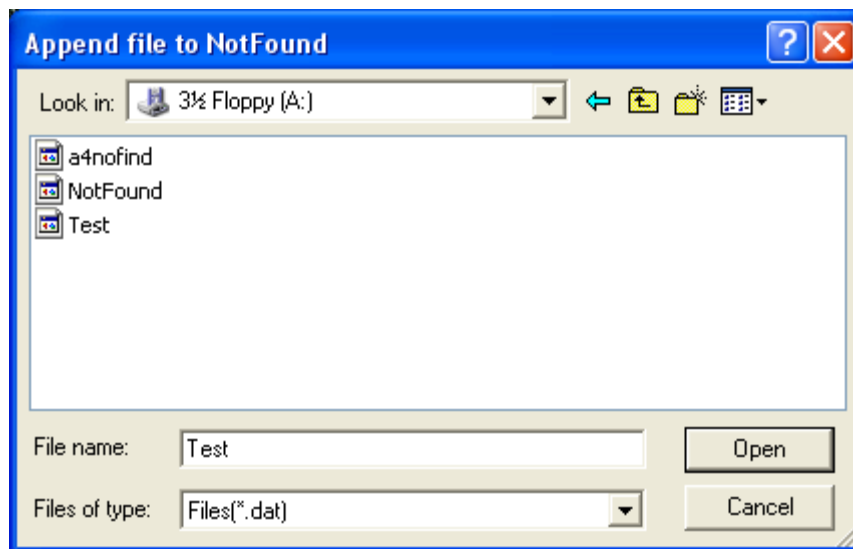 Append file to NotFound
Look in: 3½ Floppy (A:)
a4nofind
NotFound
Test
File name: Test Open
Files of type: Files(*.dat) Cancel